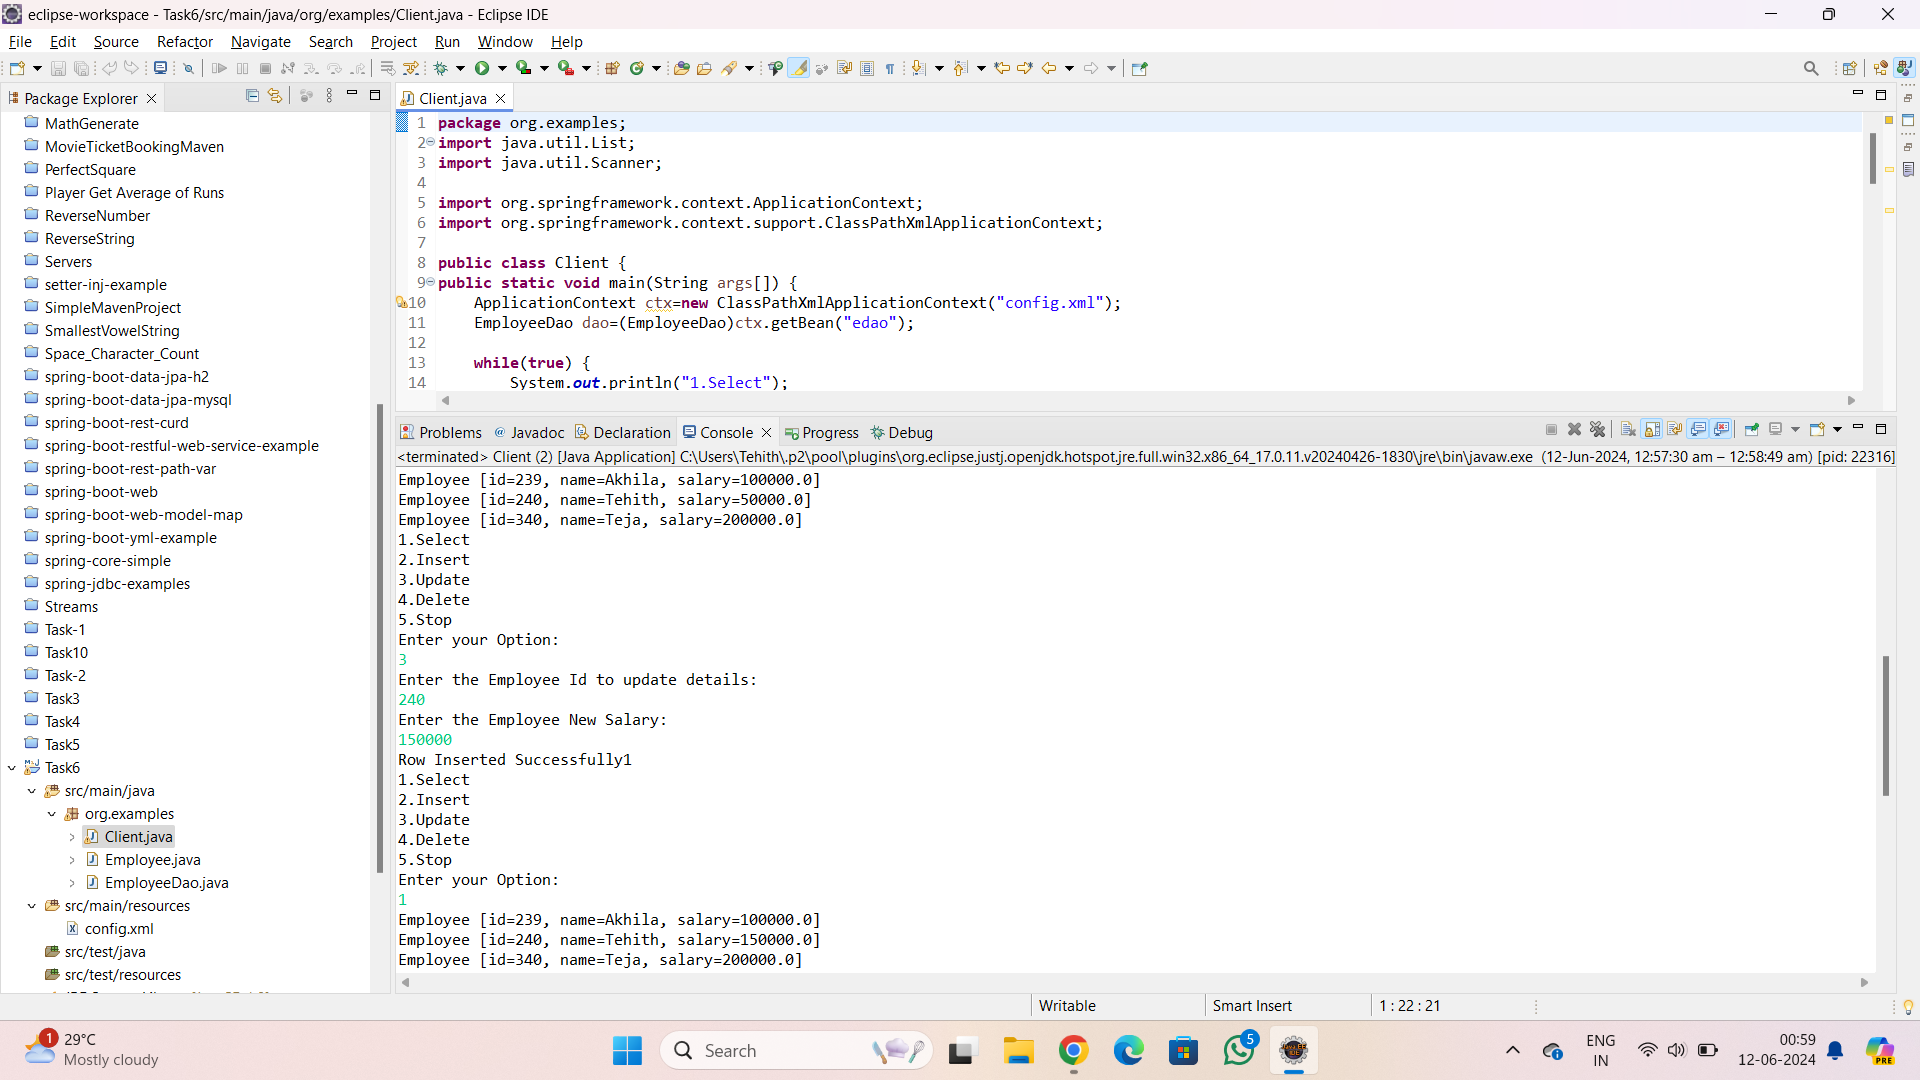 eclipse-workspace - Task6/src/main/java/org/examples/Client.java - Eclipse IDE
File Edit Source Refactor Navigate Search Project Run Window Help
Package Explorer
MathGenerate
MovieTicketBookingMaven
PerfectSquare
Player Get Average of Runs
ReverseNumber
ReverseString
Servers
setter-inj-example
SimpleMavenProject
SmallestVowelString
Space_Character_Count
spring-boot-data-jpa-h2
spring-boot-data-jpa-mysql
spring-boot-rest-curd
spring-boot-restful-web-service-example
spring-boot-rest-path-var
spring-boot-web
spring-boot-web-model-map
spring-boot-yml-example
spring-core-simple
spring-jdbc-examples
Streams
Task-1
Task10
Task-2
Task3
Task4
Task5
Task6
src/main/java
org.examples
Client.java
Employee.java
EmployeeDao.java
src/main/resources
config.xml
src/test/java
src/test/resources
Client.java
1 package org.examples;
2 import java.util.List;
3 import java.util.Scanner;
4
5 import org.springframework.context.ApplicationContext;
6 import org.springframework.context.support.ClassPathXmlApplicationContext;
7
8 public class Client {
9 public static void main(String args[]) {
10 ApplicationContext ctx=new ClassPathXmlApplicationContext("config.xml");
11 EmployeeDao dao=(EmployeeDao)ctx.getBean("edao");
12
13 while(true) {
14 System.out.println("1.Select");
Problems Javadoc Declaration Console Progress Debug
<terminated> Client (2) [Java Application] C:\Users\Tehith\.p2\pool\plugins\org.eclipse.justj.openjdk.hotspot.jre.full.win32.x86_64_17.0.11.v20240426-1830\jre\bin\javaw.exe (12-Jun-2024, 12:57:30 am – 12:58:49 am) [pid: 22316]
Employee [id=239, name=Akhila, salary=100000.0]
Employee [id=240, name=Tehith, salary=50000.0]
Employee [id=340, name=Teja, salary=200000.0]
1.Select
2.Insert
3.Update
4.Delete
5.Stop
Enter your Option:
3
Enter the Employee Id to update details:
240
Enter the Employee New Salary:
150000
Row Inserted Successfully1
1.Select
2.Insert
3.Update
4.Delete
5.Stop
Enter your Option:
1
Employee [id=239, name=Akhila, salary=100000.0]
Employee [id=240, name=Tehith, salary=150000.0]
Employee [id=340, name=Teja, salary=200000.0]
Writable Smart Insert 1 : 22 : 21
1
29°C
Mostly cloudy
Search
5
ENG
IN
00:59
12-06-2024
PRE